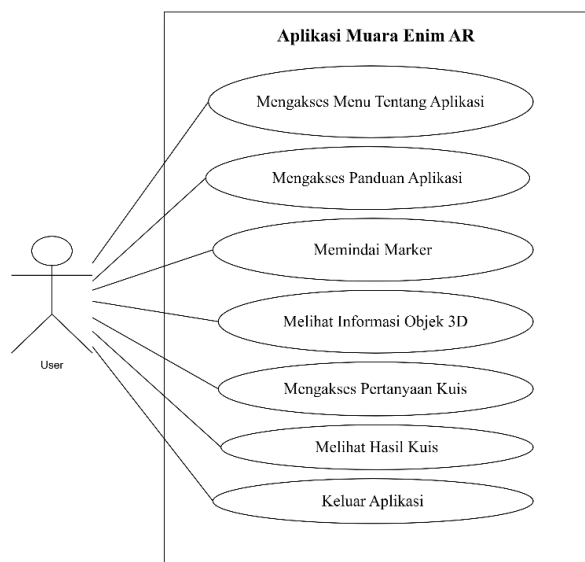 Aplikasi Muara Enim AR
Mengakses Menu Tentang Aplikasi
Mengakses Panduan Aplikasi
Memindai Marker
Melihat Informasi Objek 3D
User
Mengakses Pertanyaan Kuis
Melihat Hasil Kuis
Keluar Aplikasi